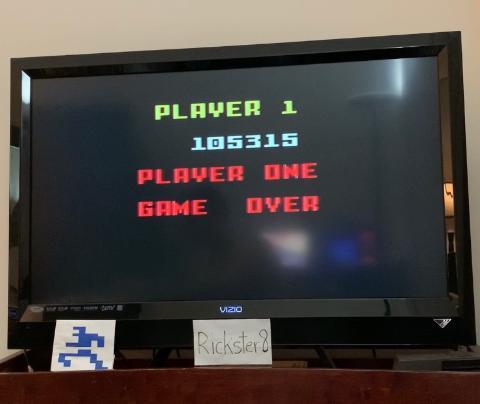 PLAYER 1
105315
PLAYER ONE
GAME OVER
VIZIO
Rickster8